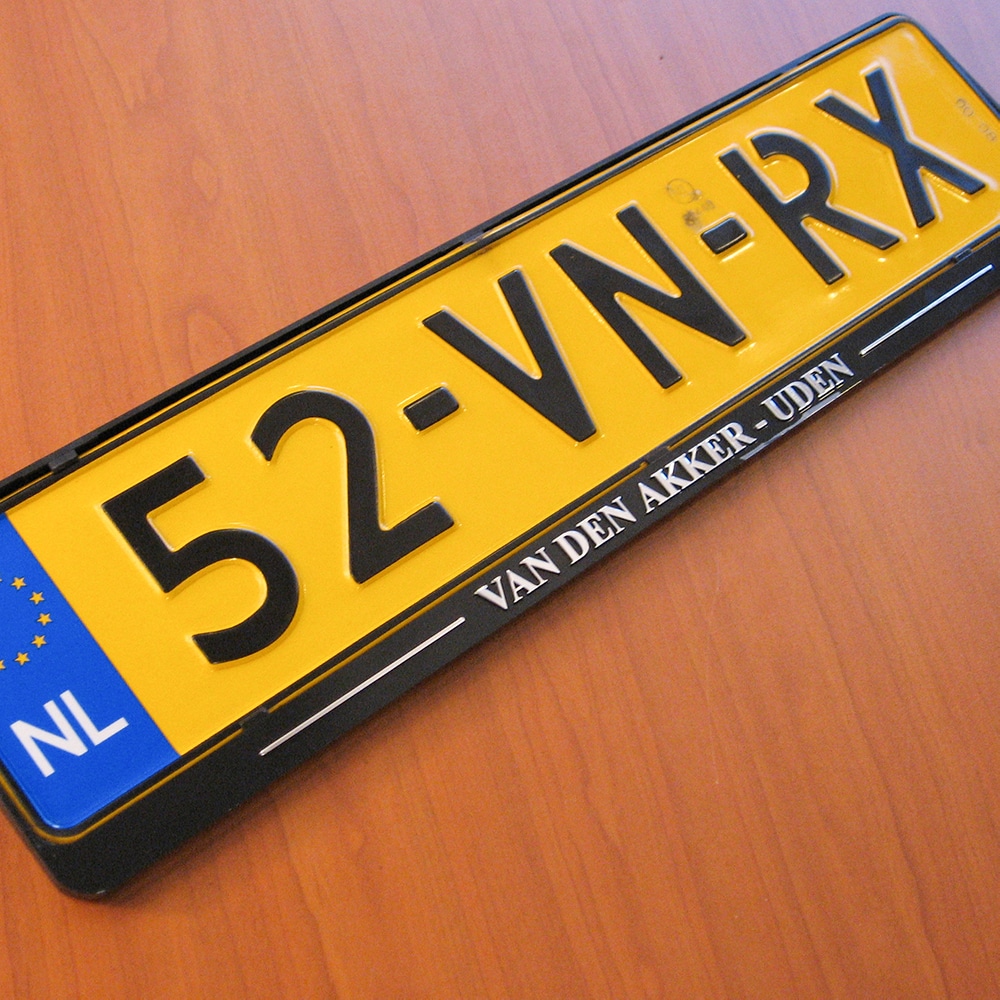 NL
52-VN-RX
VAN DEN AKKER - UDEN